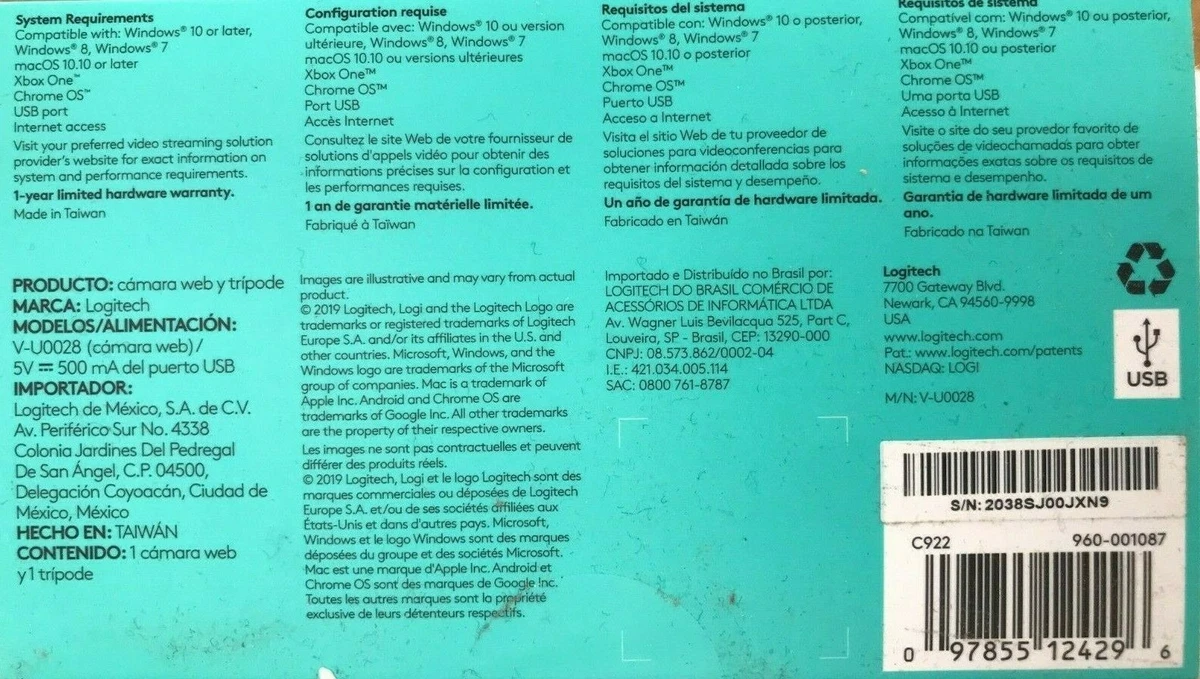 System Requirements
Compatible with: Windows® 10 or later,
Windows® 8, Windows® 7
macOS 10.10 or later
Xbox One™
Chrome OS™
USB port
Internet access
Visit your preferred video streaming solution
provider's website for exact information on
system and performance requirements.
1-year limited hardware warranty.
Made in Taiwan
Configuration requise
Compatible avec: Windows® 10 ou version
ultérieure, Windows® 8, Windows® 7
macOS 10.10 ou versions ultérieures
Xbox One™
Chrome OS™
Port USB
Accès Internet
Consultez le site Web de votre fournisseur de
solutions d'appels vidéo pour obtenir des
informations précises sur la configuration et
les performances requises.
1 an de garantie matérielle limitée.
Fabriqué à Taïwan
Requisitos del sistema
Compatible con: Windows® 10 o posterior,
Windows® 8, Windows® 7
macOS 10.10 o posterior
Xbox One™
Chrome OS™
Puerto USB
Acceso a Internet
Visita el sitio Web de tu proveedor de
soluciones para videoconferencias para
obtener información detallada sobre los
requisitos del sistema y desempeño.
Un año de garantía de hardware limitada.
Fabricado en Taiwán
Requisitos de sistema
Compatível com: Windows® 10 ou posterior,
Windows® 8, Windows® 7
macOS 10.10 ou posterior
Xbox One™
Chrome OS™
Uma porta USB
Acesso à Internet
Visite o site do seu provedor favorito de
soluções de videochamadas para obter
informações exatas sobre os requisitos de
sistema e desempenho.
Garantia de hardware limitada de um
ano.
Fabricado na Taiwan
PRODUCTO: cámara web y trípode
MARCA: Logitech
MODELOS/ALIMENTACIÓN:
V-U0028 (cámara web) /
5V ⎓ 500 mA del puerto USB
IMPORTADOR:
Logitech de México, S.A. de C.V.
Av. Periférico Sur No. 4338
Colonia Jardines Del Pedregal
De San Ángel, C.P. 04500,
Delegación Coyoacán, Ciudad de
México, México
HECHO EN: TAIWÁN
CONTENIDO: 1 cámara web
y 1 trípode
Images are illustrative and may vary from actual
product.
© 2019 Logitech, Logi and the Logitech Logo are
trademarks or registered trademarks of Logitech
Europe S.A. and/or its affiliates in the U.S. and
other countries. Microsoft, Windows, and the
Windows logo are trademarks of the Microsoft
group of companies. Mac is a trademark of
Apple Inc. Android and Chrome OS are
trademarks of Google Inc. All other trademarks
are the property of their respective owners.
Les images ne sont pas contractuelles et peuvent
différer des produits réels.
© 2019 Logitech, Logi et le logo Logitech sont des
marques commerciales ou déposées de Logitech
Europe S.A. et/ou de ses sociétés affiliées aux
États-Unis et dans d'autres pays. Microsoft,
Windows et le logo Windows sont des marques
déposées du groupe et des sociétés Microsoft.
Mac est une marque d'Apple Inc. Android et
Chrome OS sont des marques de Google Inc.
Toutes les autres marques sont la propriété
exclusive de leurs détenteurs respectifs.
Importado e Distribuído no Brasil por:
LOGITECH DO BRASIL COMÉRCIO DE
ACESSÓRIOS DE INFORMÁTICA LTDA
Av. Wagner Luis Bevilacqua 525, Part C,
Louveira, SP - Brasil, CEP: 13290-000
CNPJ: 08.573.862/0002-04
I.E.: 421.034.005.114
SAC: 0800 761-8787
Logitech
7700 Gateway Blvd.
Newark, CA 94560-9998
USA
www.logitech.com
Pat.: www.logitech.com/patents
NASDAQ: LOGI
M/N: V-U0028
USB
S/N: 2038SJ00JXN9
C922 960-001087
0 97855 12429 6